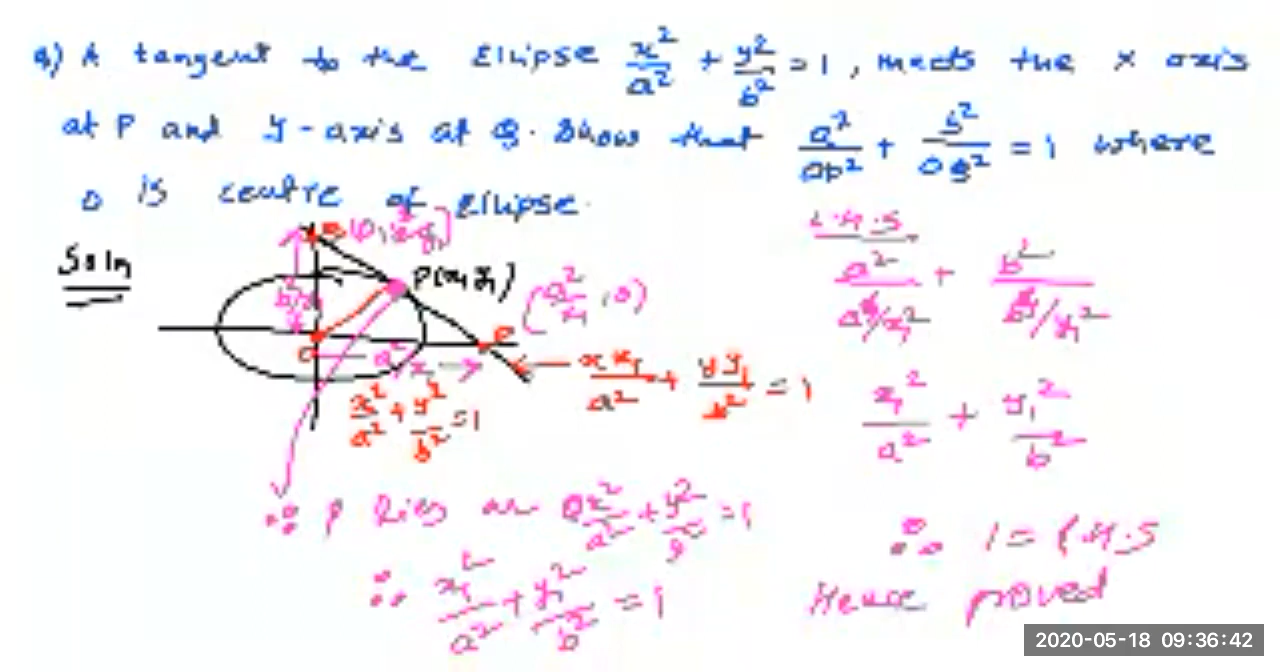 Q) A tangent to the Ellipse x²/a² + y²/b² = 1, meets the x axis
at P and y-axis at Q. Show that a²/OP² + b²/OQ² = 1 where
O is centre of Ellipse.
Soln
P(x₁ y₁)
(a²/x₁, 0)
P
O
a²/x₁
x²/a² + y²/b² = 1
xx₁/a² + yy₁/b² = 1
L.H.S
a²/a⁴/x₁² + b²/b⁴/y₁²
x₁²/a² + y₁²/b²
∴ P lies on x²/a² + y²/b² = 1
∴ x₁²/a² + y₁²/b² = 1
∴ 1 = R.H.S
Hence proved
2020-05-18 09:36:42